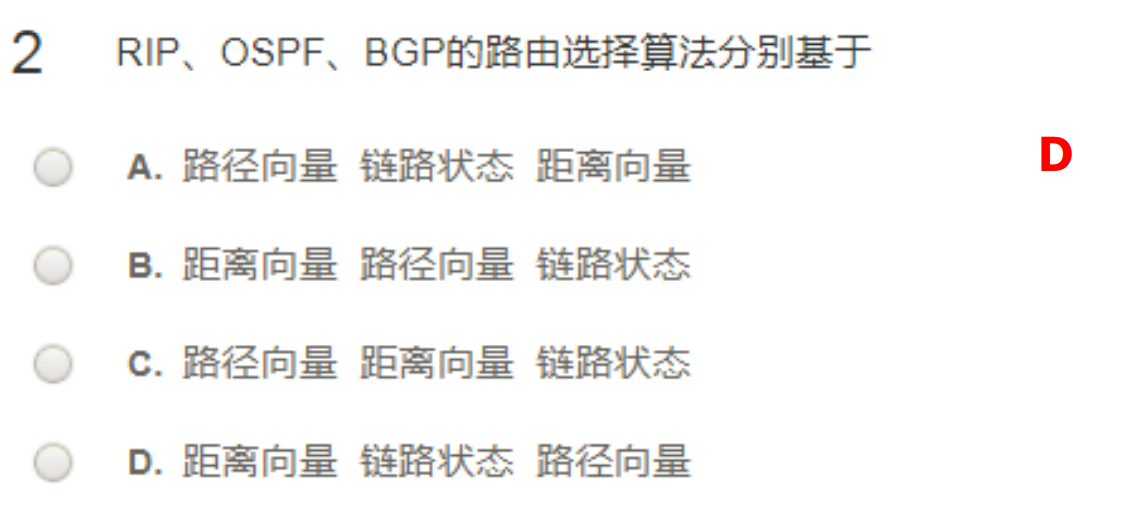 2 RIP、OSPF、BGP的路由选择算法分别基于
A. 路径向量 链路状态 距离向量
D
B. 距离向量 路径向量 链路状态
C. 路径向量 距离向量 链路状态
D. 距离向量 链路状态 路径向量